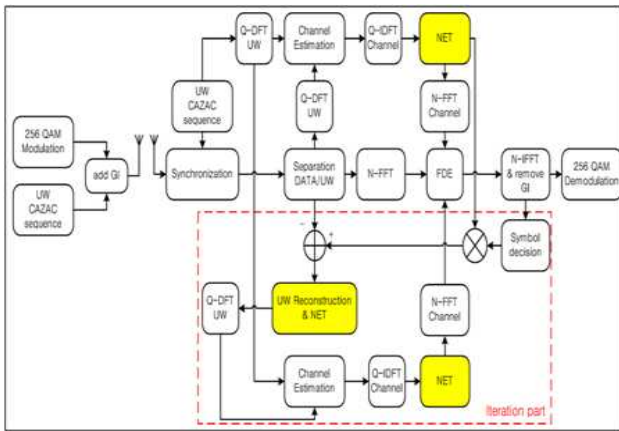 Q-DFT
UW
Channel
Estimation
Q-IDFT
Channel
NET
UW
CAZAC
sequence
Q-DFT
UW
N-FFT
Channel
256 QAM
Modulation
add GI
UW
CAZAC
sequence
Synchronization
Separation
DATA/UW
N-FFT
FDE
N-IFFT
& remove
GI
256 QAM
Demodulation
−
+
Symbol
decision
Q-DFT
UW
UW Reconstruction
& NET
N-FFT
Channel
Channel
Estimation
Q-IDFT
Channel
NET
Iteration part